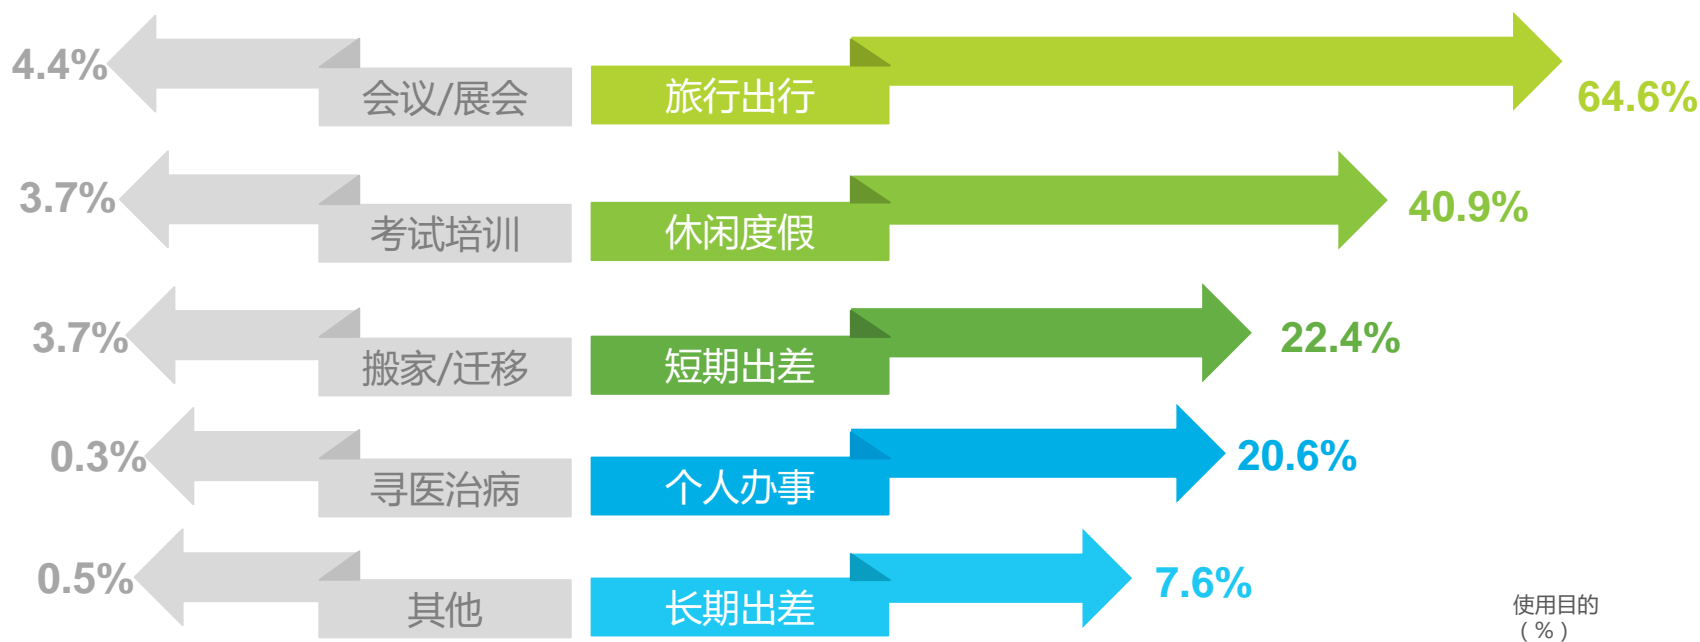 4.4%
会议/展会
旅行出行
64.6%
3.7%
考试培训
休闲度假
40.9%
3.7%
搬家/迁移
短期出差
22.4%
0.3%
寻医治病
个人办事
20.6%
0.5%
其他
长期出差
7.6%
使用目的
（%）